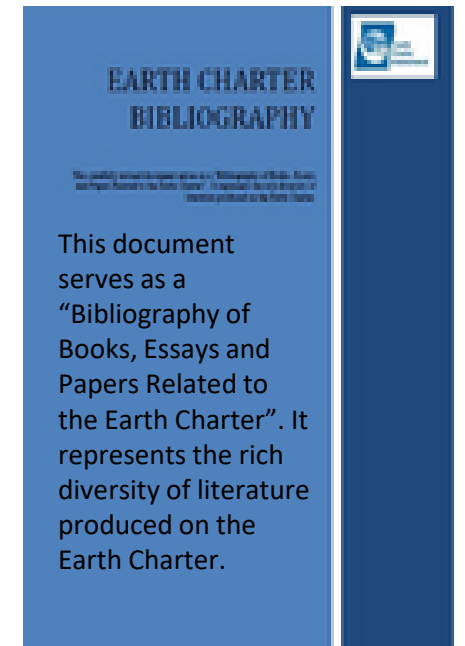 EARTH CHARTER
BIBLIOGRAPHY
This document
serves as a
“Bibliography of
Books, Essays and
Papers Related to
the Earth Charter”. It
represents the rich
diversity of literature
produced on the
Earth Charter.